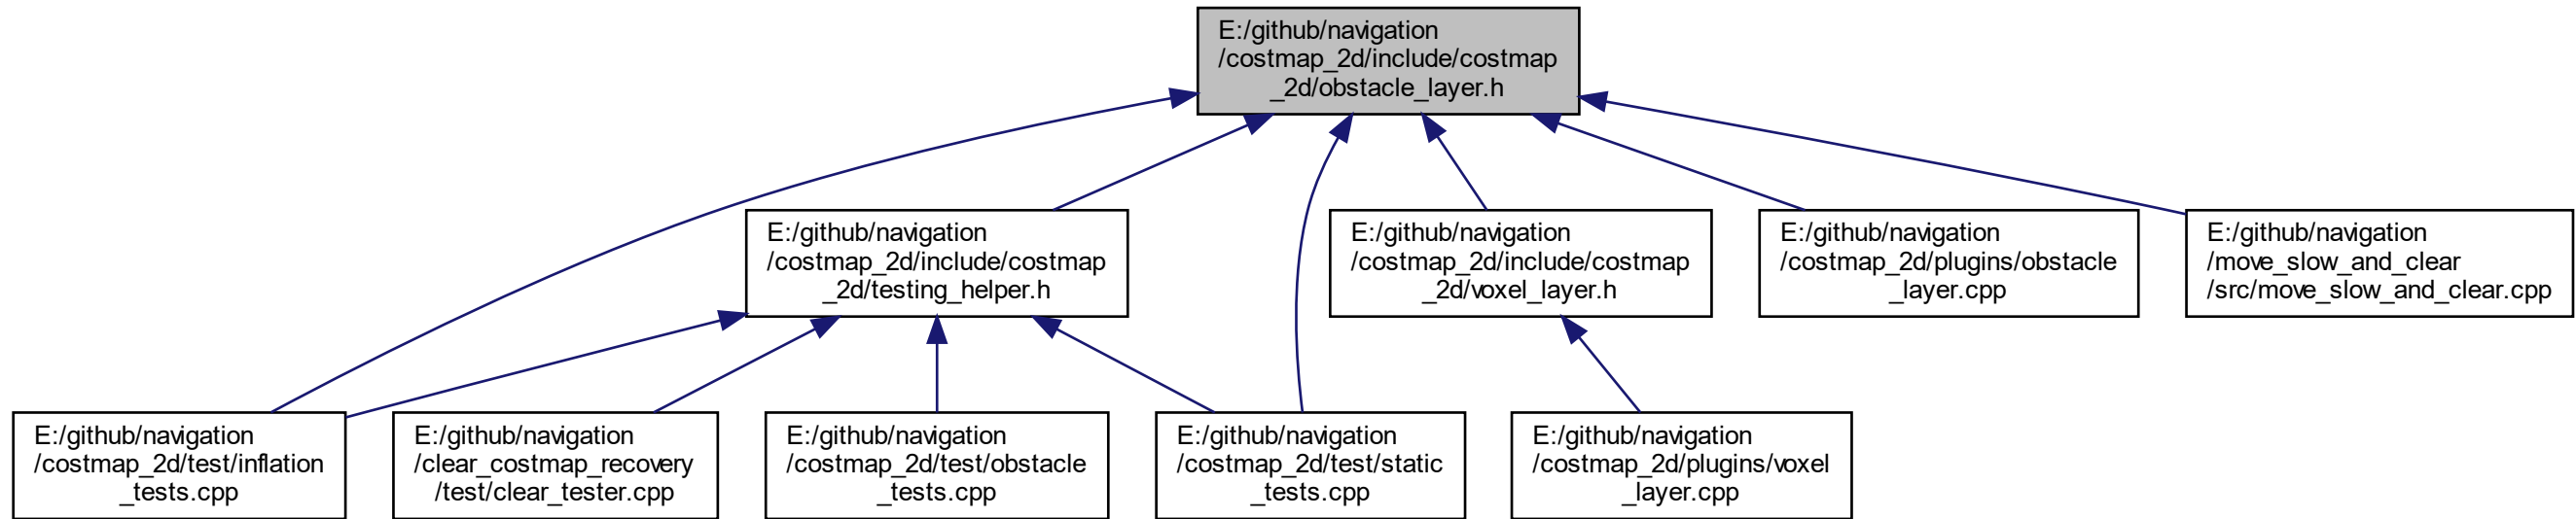 E:/github/navigation
/costmap_2d/include/costmap
_2d/obstacle_layer.h
E:/github/navigation
/costmap_2d/include/costmap
_2d/testing_helper.h
E:/github/navigation
/costmap_2d/include/costmap
_2d/voxel_layer.h
E:/github/navigation
/costmap_2d/plugins/obstacle
_layer.cpp
E:/github/navigation
/move_slow_and_clear
/src/move_slow_and_clear.cpp
E:/github/navigation
/costmap_2d/test/inflation
_tests.cpp
E:/github/navigation
/clear_costmap_recovery
/test/clear_tester.cpp
E:/github/navigation
/costmap_2d/test/obstacle
_tests.cpp
E:/github/navigation
/costmap_2d/test/static
_tests.cpp
E:/github/navigation
/costmap_2d/plugins/voxel
_layer.cpp